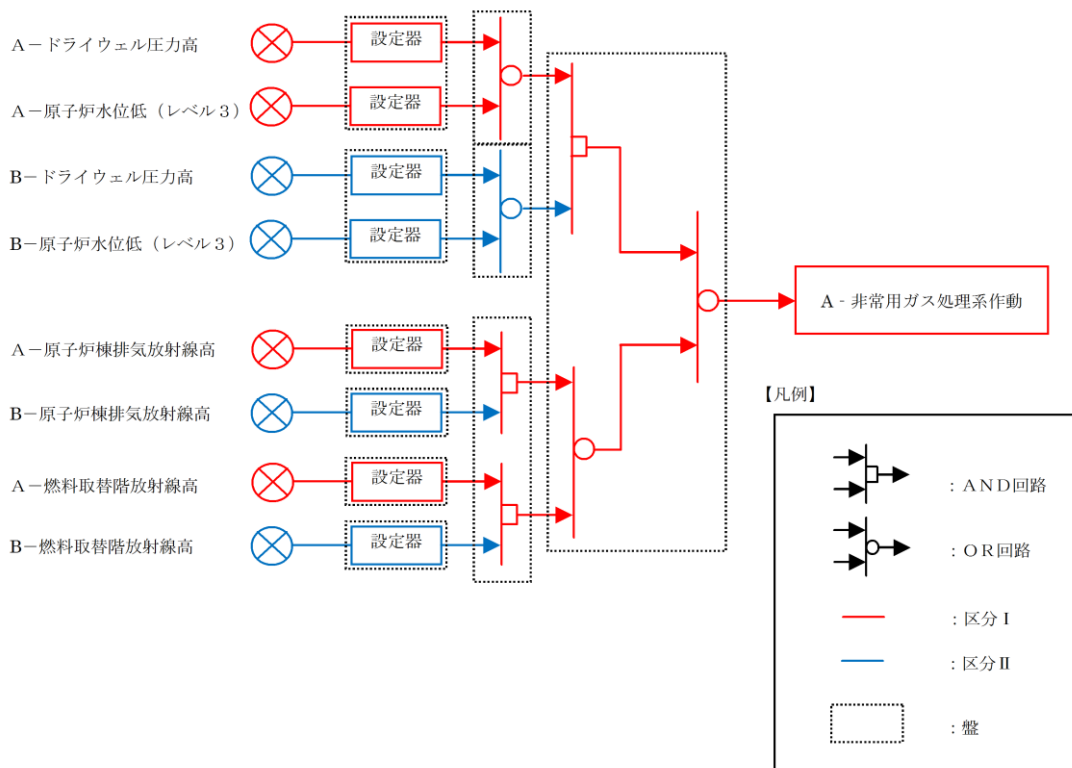 A－ドライウェル圧力高
設定器
A－原子炉水位低（レベル３）
設定器
B－ドライウェル圧力高
設定器
B－原子炉水位低（レベル３）
設定器
A－原子炉棟排気放射線高
設定器
B－原子炉棟排気放射線高
設定器
A－燃料取替階放射線高
設定器
B－燃料取替階放射線高
設定器
A‐非常用ガス処理系作動
【凡例】
：AND回路
：OR回路
：区分Ⅰ
：区分Ⅱ
：盤